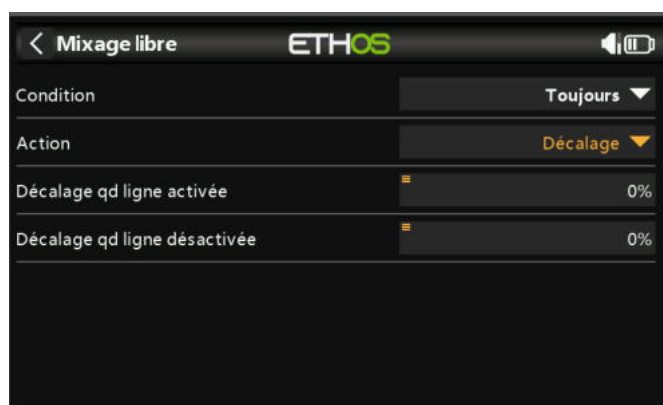 Mixage libre ETHOS
Condition Toujours
Action Décalage
Décalage qd ligne activée 0%
Décalage qd ligne désactivée 0%